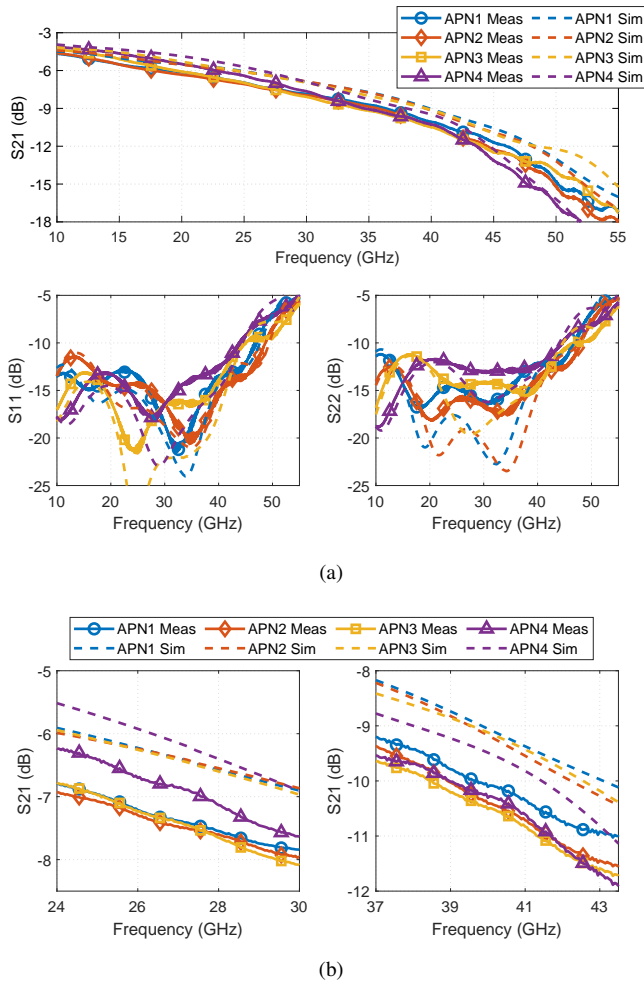 APN1 Meas APN1 Sim
APN2 Meas APN2 Sim
APN3 Meas APN3 Sim
APN4 Meas APN4 Sim
-3
-6
-9
-12
-15
-18
S21 (dB)
10 15 20 25 30 35 40 45 50 55
Frequency (GHz)
-5
-10
-15
-20
-25
S11 (dB)
10 20 30 40 50
Frequency (GHz)
-5
-10
-15
-20
-25
S22 (dB)
10 20 30 40 50
Frequency (GHz)
(a)
APN1 Meas APN2 Meas APN3 Meas APN4 Meas
APN1 Sim APN2 Sim APN3 Sim APN4 Sim
-5
-6
-7
-8
S21 (dB)
24 26 28 30
Frequency (GHz)
-8
-9
-10
-11
-12
S21 (dB)
37 39 41 43
Frequency (GHz)
(b)